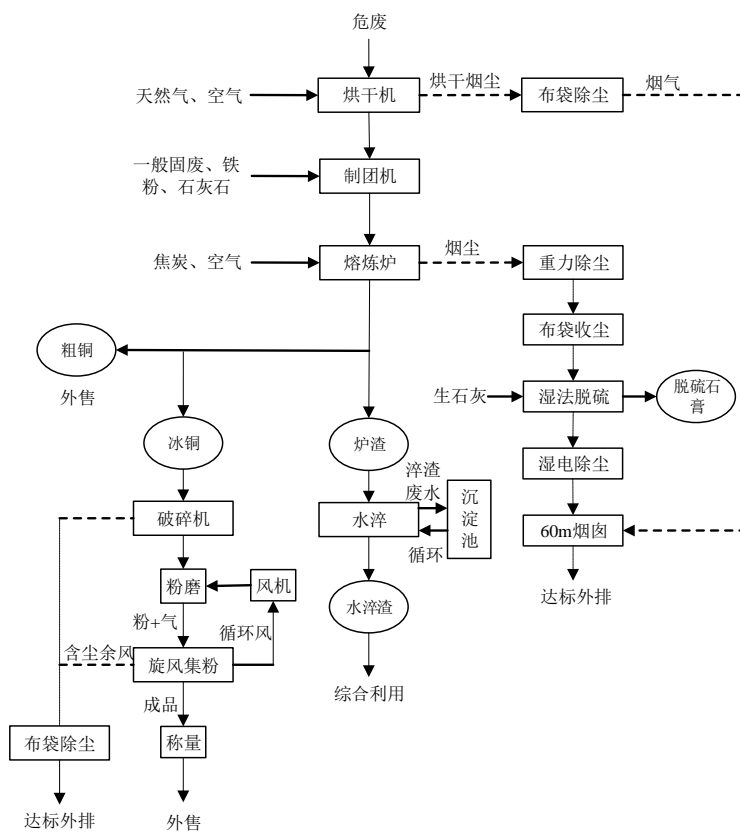 危废
天然气、空气
烘干机
烘干烟尘
布袋除尘
烟气
一般固废、铁
粉、石灰石
制团机
焦炭、空气
熔炼炉
烟尘
重力除尘
布袋收尘
粗铜
外售
生石灰
湿法脱硫
脱硫石
膏
冰铜
炉渣
湿电除尘
淬渣
废水
沉
淀
池
破碎机
水淬
循环
60m烟囱
达标外排
粉磨
风机
水淬渣
粉+气
循环风
含尘余风
旋风集粉
综合利用
成品
布袋除尘
称量
达标外排
外售